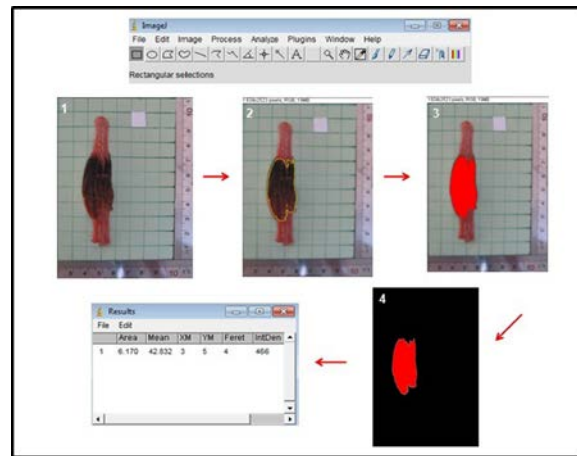 ImageJ
File Edit Image Process Analyze Plugins Window Help
Rectangular selections
1
2
3
4
Results
File Edit
Area Mean XM YM Feret IntDen
1 6.170 42.832 3 5 4 466